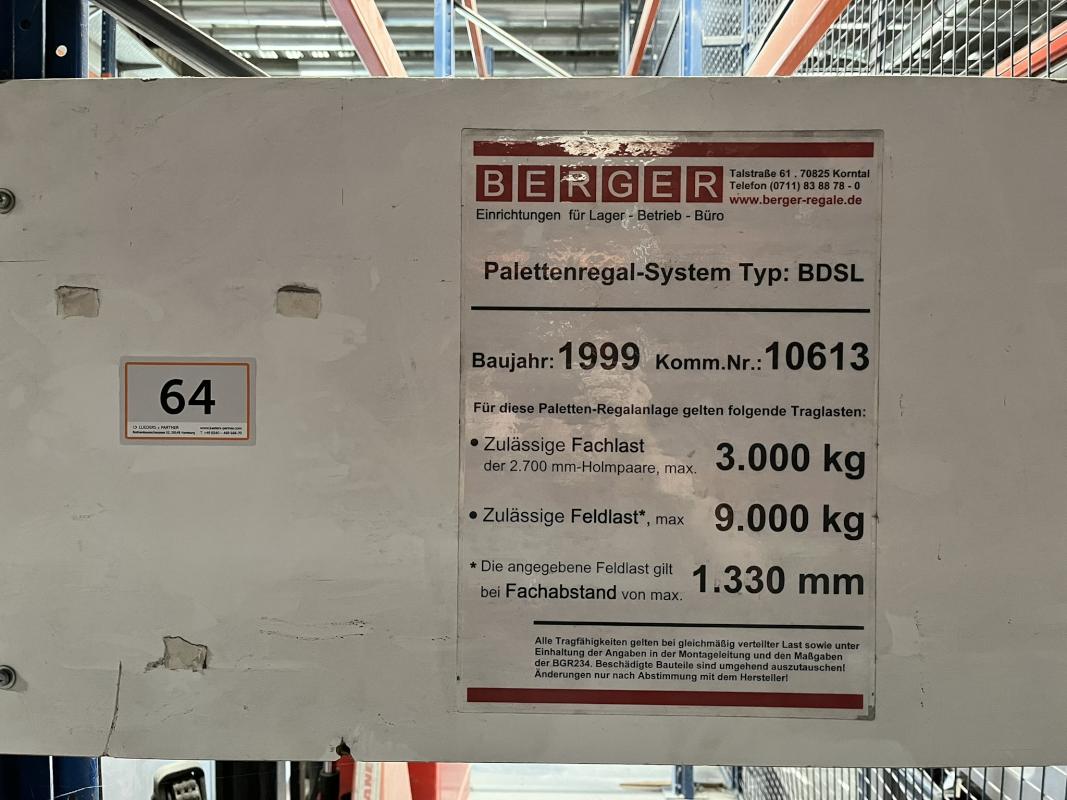 BERGER
Talstraße 61 . 70825 Korntal
Telefon (0711) 83 88 78 - 0
www.berger-regale.de
Einrichtungen für Lager - Betrieb - Büro
Palettenregal-System Typ: BDSL
Baujahr: 1999 Komm.Nr.: 10613
Für diese Paletten-Regalanlage gelten folgende Traglasten:
• Zulässige Fachlast
der 2.700 mm-Holmpaare, max. 3.000 kg
• Zulässige Feldlast*, max 9.000 kg
* Die angegebene Feldlast gilt
bei Fachabstand von max. 1.330 mm
Alle Tragfähigkeiten gelten bei gleichmäßig verteilter Last sowie unter
Einhaltung der Angaben in der Montageleitung und den Maßgaben
der BGR234. Beschädigte Bauteile sind umgehend auszutauschen!
Änderungen nur nach Abstimmung mit dem Hersteller!
64
LUEDERS + PARTNER